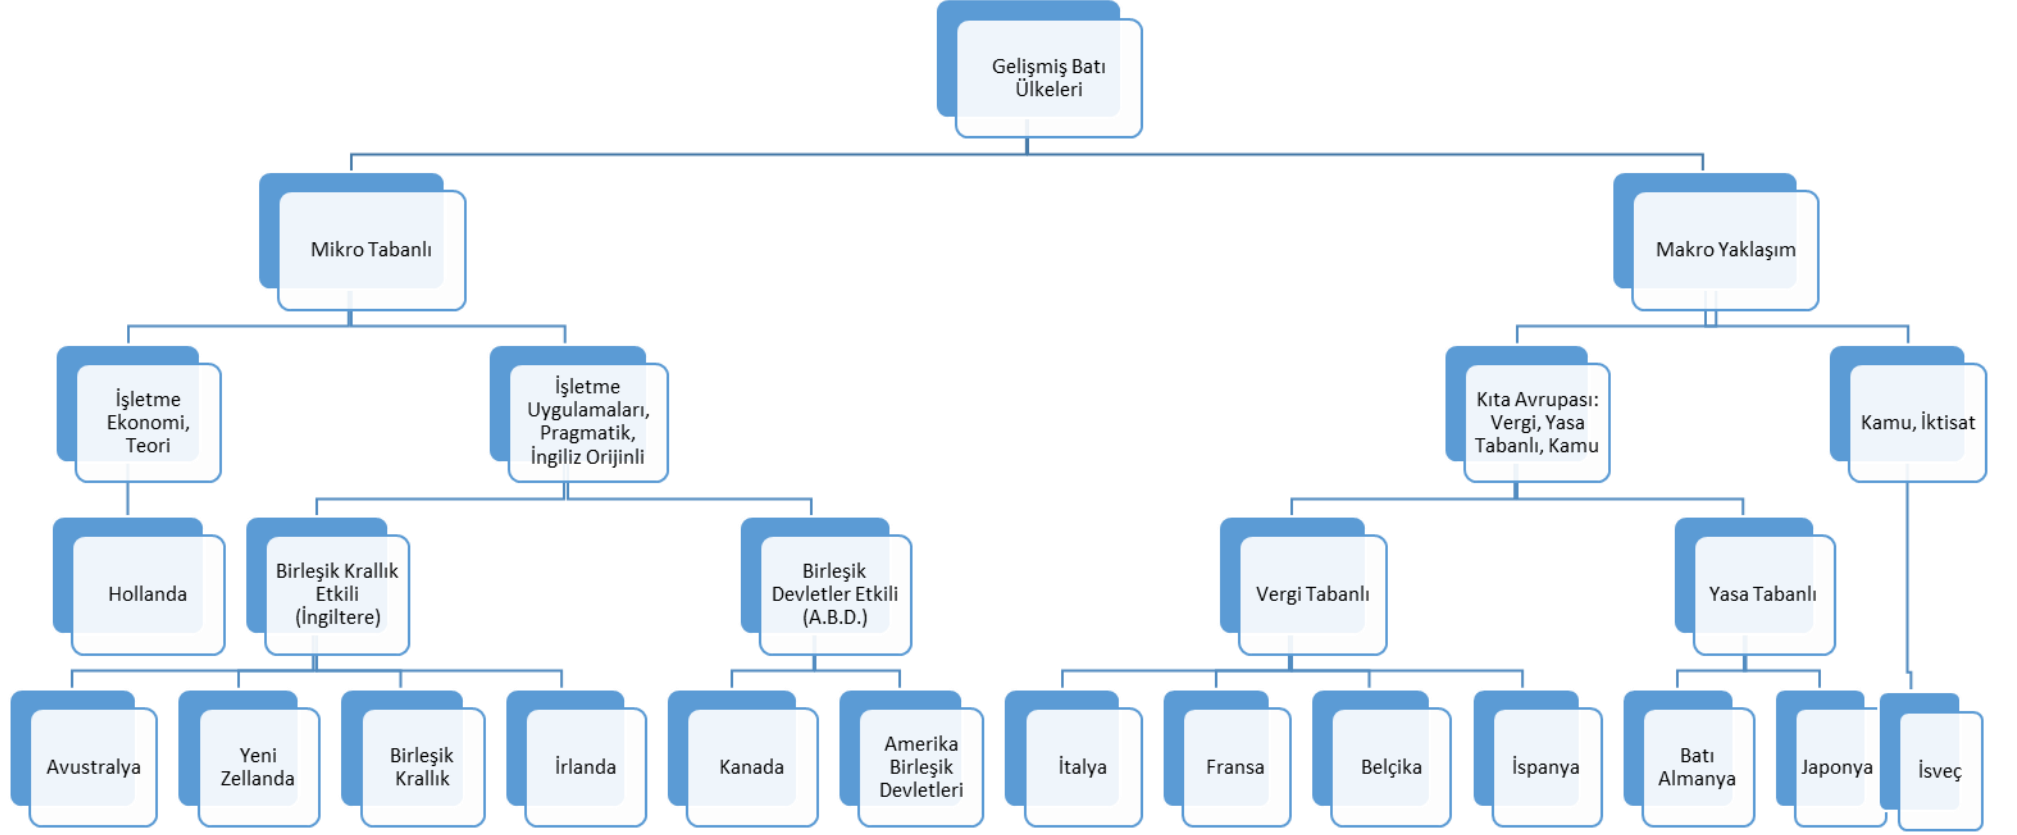 Gelişmiş Batı
Ülkeleri
Mikro Tabanlı
Makro Yaklaşım
İşletme
Ekonomi,
Teori
İşletme
Uygulamaları,
Pragmatik,
İngiliz Orijinli
Kıta Avrupası:
Vergi, Yasa
Tabanlı, Kamu
Kamu, İktisat
Hollanda
Birleşik Krallık
Etkili
(İngiltere)
Birleşik
Devletler Etkili
(A.B.D.)
Vergi Tabanlı
Yasa Tabanlı
Avustralya
Yeni
Zellanda
Birleşik
Krallık
İrlanda
Kanada
Amerika
Birleşik
Devletleri
İtalya
Fransa
Belçika
İspanya
Batı
Almanya
Japonya
İsveç